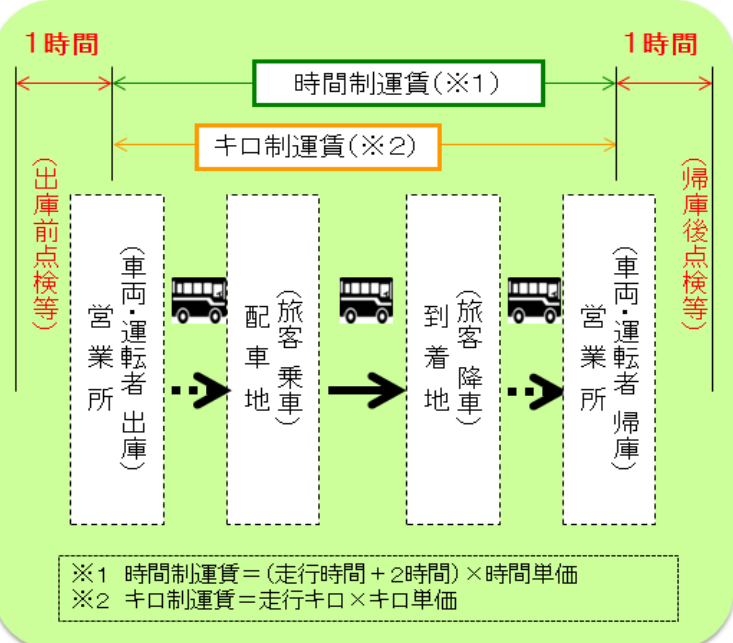 1時間
1時間
時間制運賃(※1)
キロ制運賃(※2)
(出庫前点検等)
営業所
(車両・運転者 出庫)
配車地
(旅客 乗車)
到着地
(旅客 降車)
営業所
(車両・運転者 帰庫)
(帰庫後点検等)
※1 時間制運賃=(走行時間+2時間)×時間単価
※2 キロ制運賃=走行キロ×キロ単価